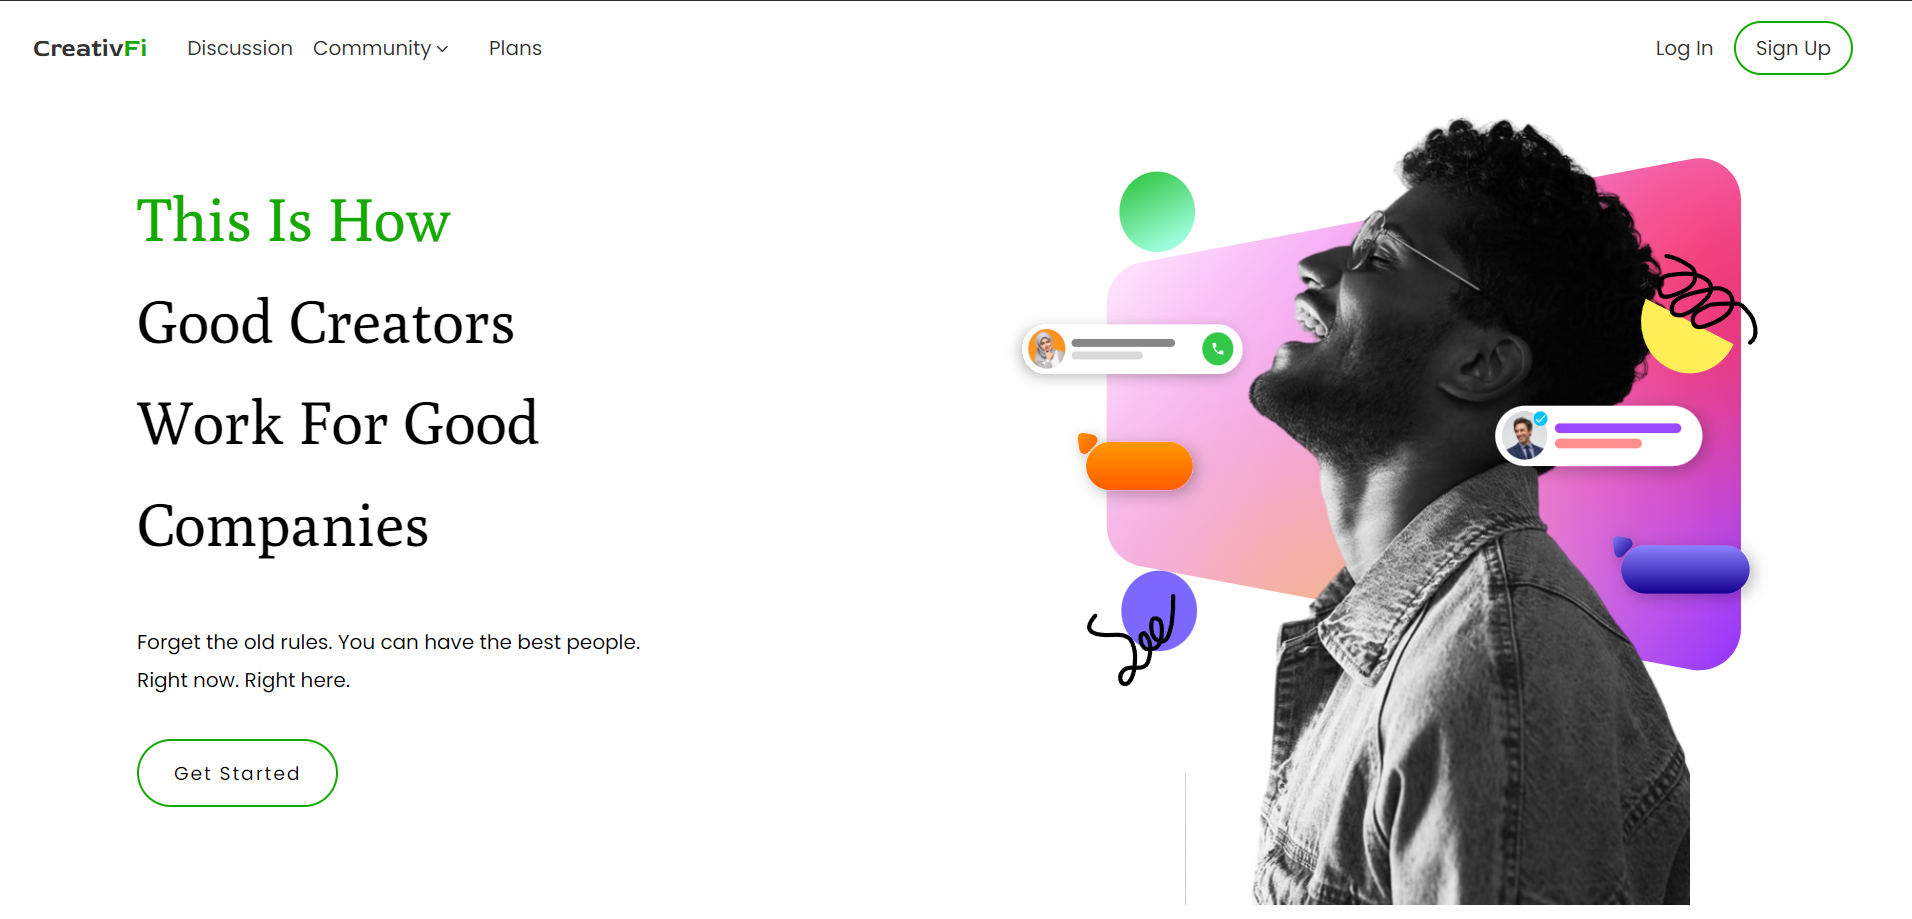 CreativFi
Discussion
Community
Plans
Log In
Sign Up
This Is How
Good Creators
Work For Good
Companies
Forget the old rules. You can have the best people.
Right now. Right here.
Get Started